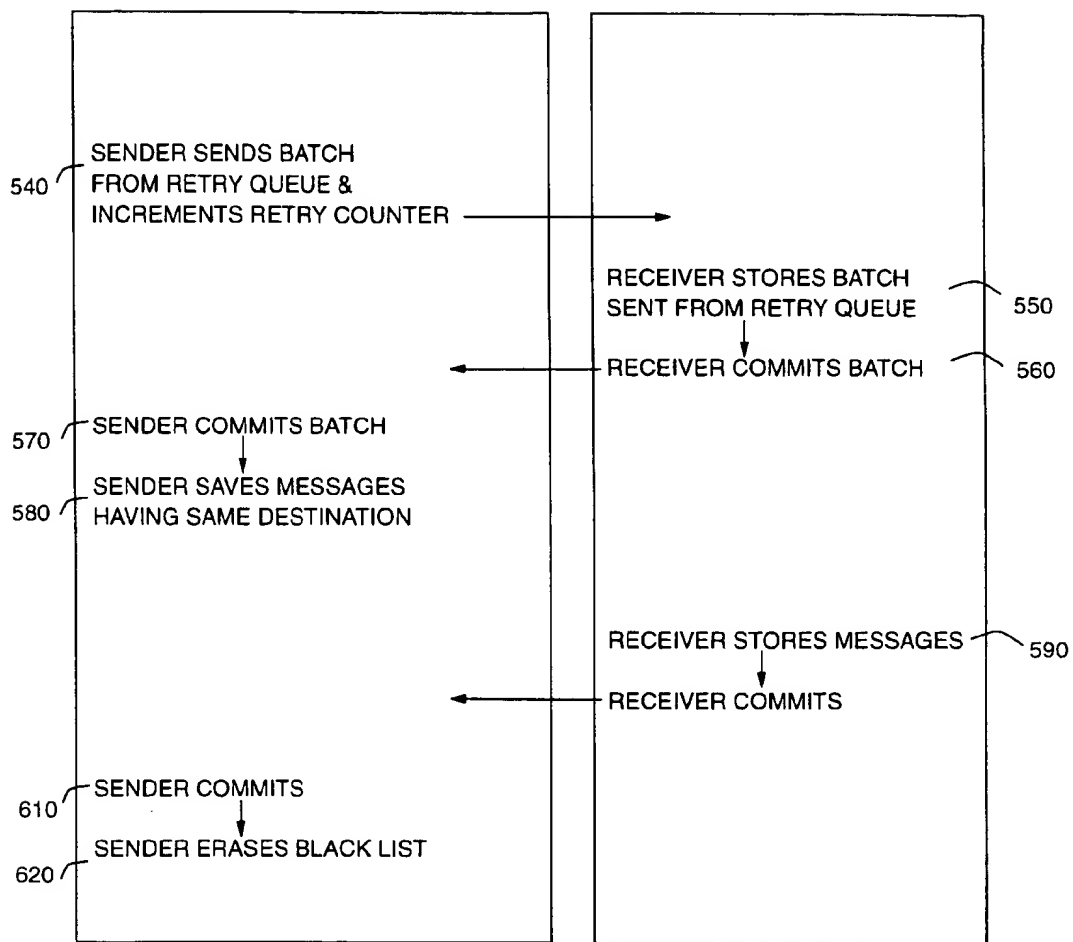 540
SENDER SENDS BATCH
FROM RETRY QUEUE &
INCREMENTS RETRY COUNTER
RECEIVER STORES BATCH
SENT FROM RETRY QUEUE
550
RECEIVER COMMITS BATCH
560
570
SENDER COMMITS BATCH
580
SENDER SAVES MESSAGES
HAVING SAME DESTINATION
RECEIVER STORES MESSAGES
590
RECEIVER COMMITS
610
SENDER COMMITS
620
SENDER ERASES BLACK LIST